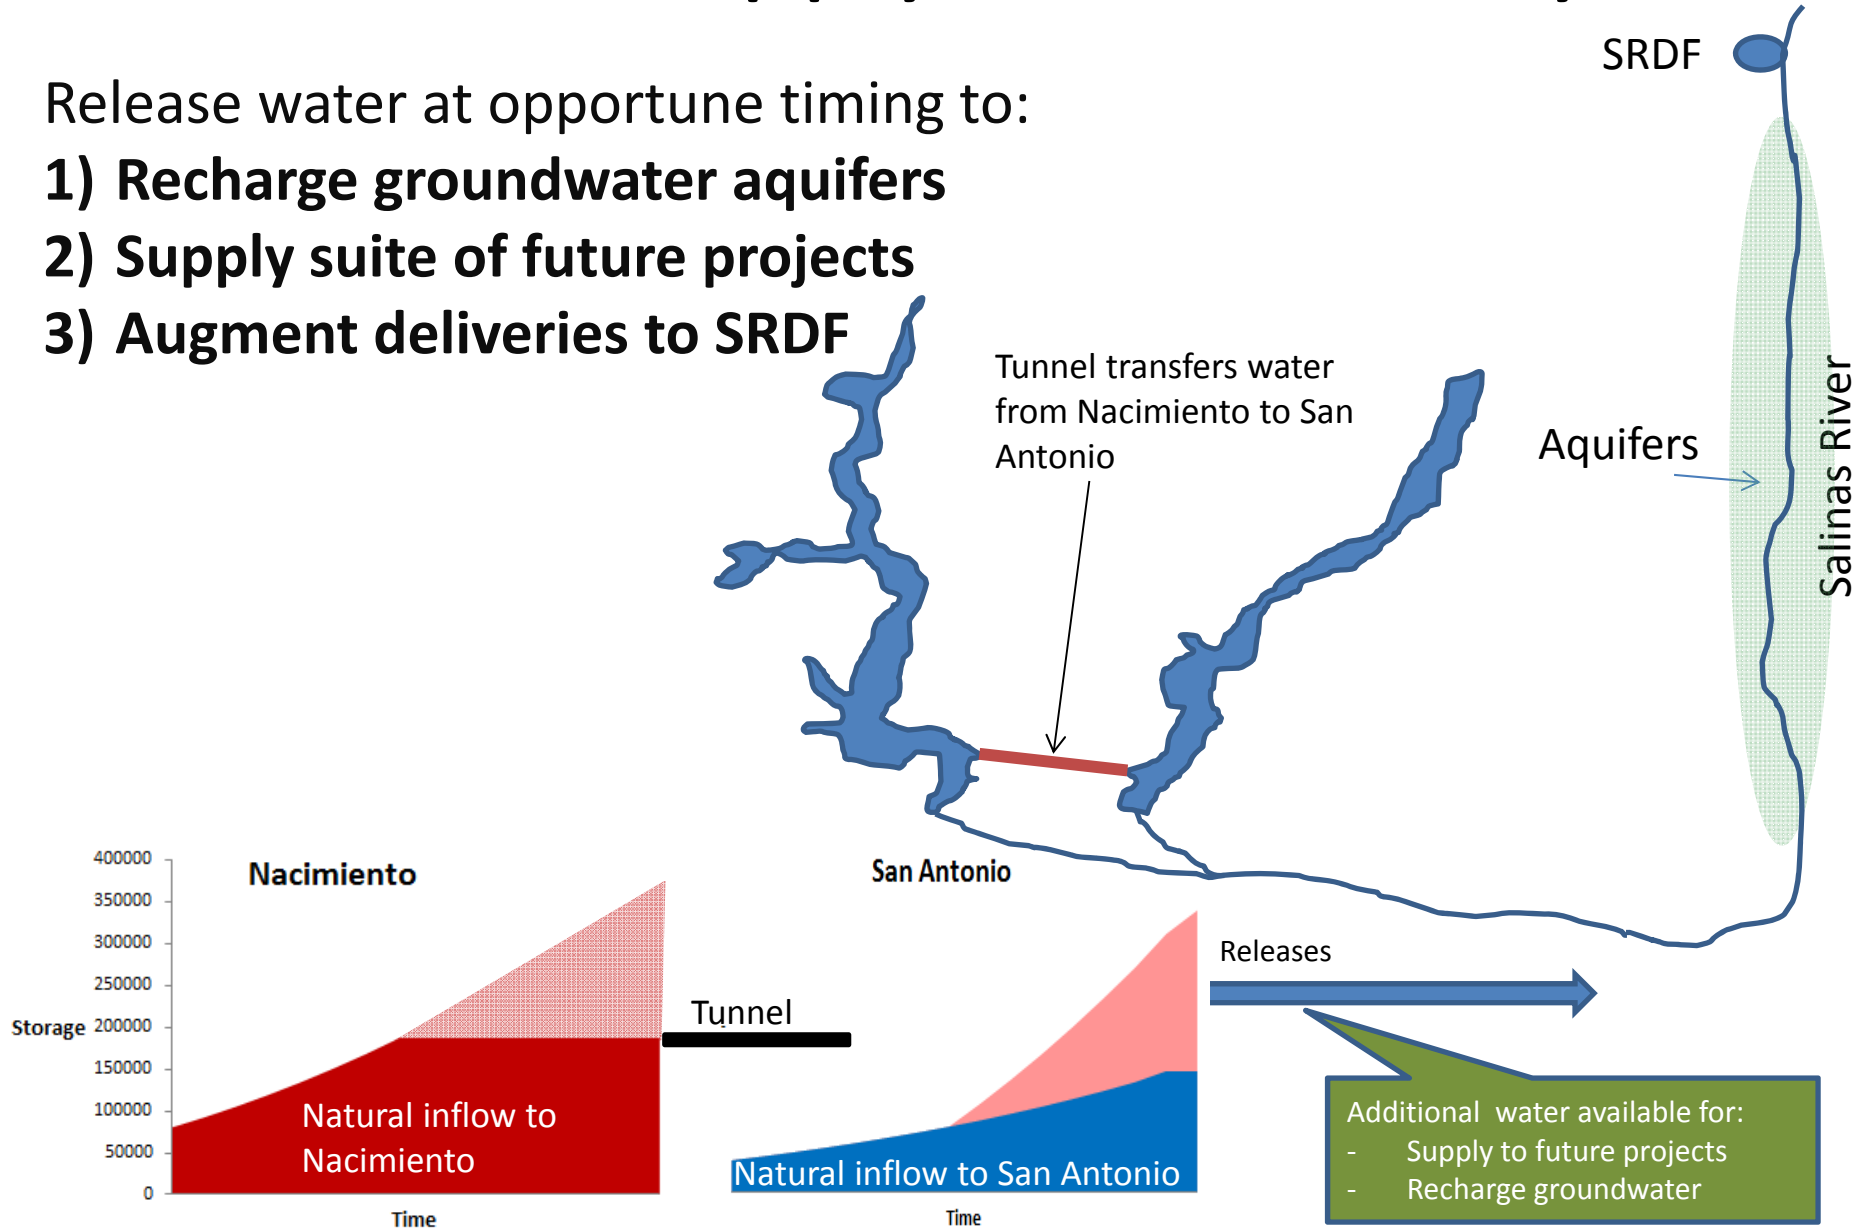 SRDF
Release water at opportune timing to:
1) Recharge groundwater aquifers
2) Supply suite of future projects
3) Augment deliveries to SRDF
Tunnel transfers water
from Nacimiento to San
Antonio
Aquifers
Salinas River
Nacimiento
400000
350000
300000
250000
Storage 200000
150000
100000
50000
0
Natural inflow to
Nacimiento
Time
Tunnel
San Antonio
Natural inflow to San Antonio
Time
Releases
Additional water available for:
- Supply to future projects
- Recharge groundwater